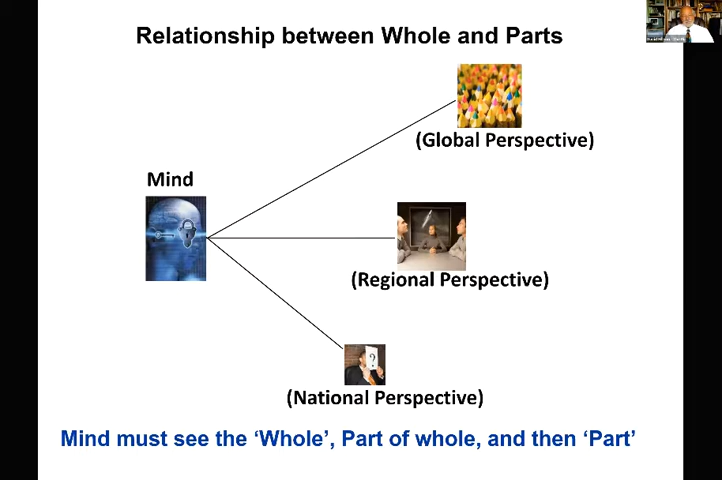 Relationship between Whole and Parts
(Global Perspective)
Mind
(Regional Perspective)
?
(National Perspective)
Mind must see the ‘Whole’, Part of whole, and then ‘Part’